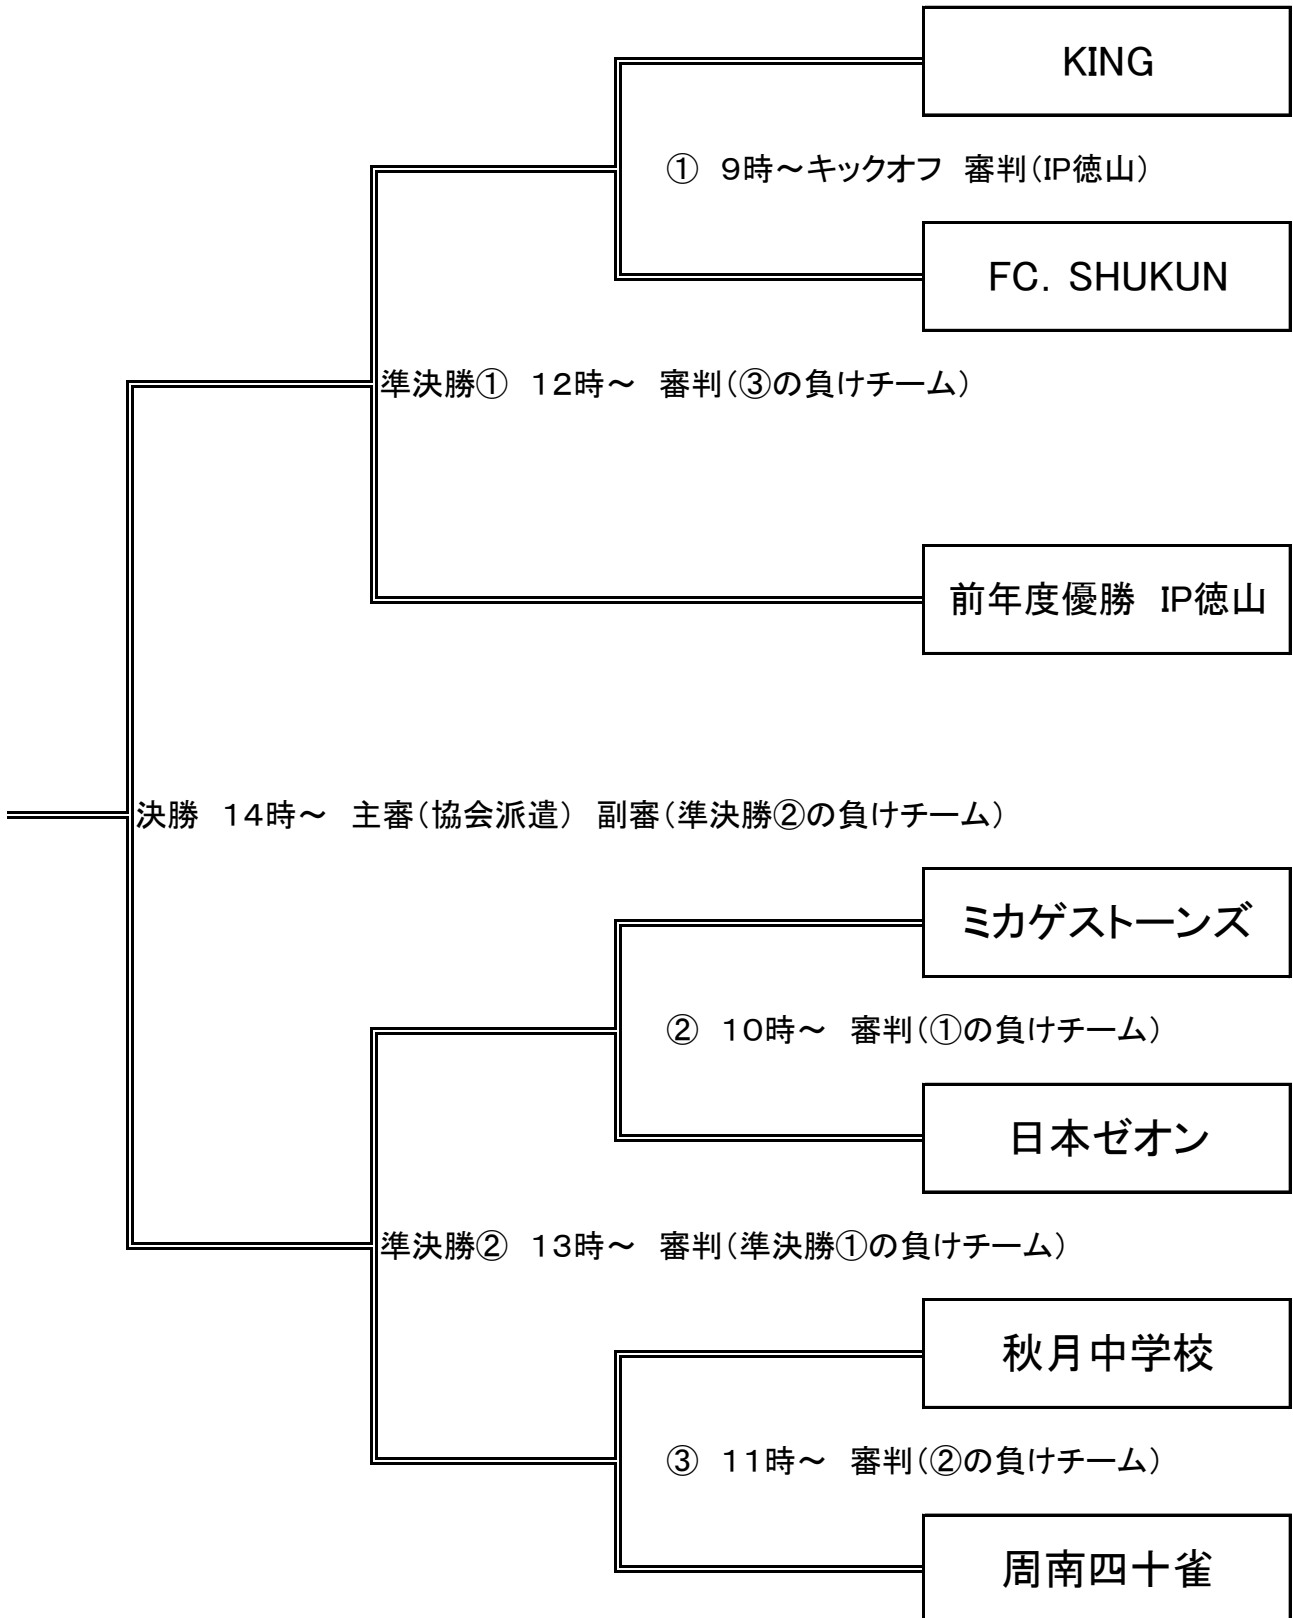 KING
①　9時～キックオフ　審判（IP徳山）
FC．SHUKUN
準決勝①　12時～　審判（③の負けチーム）
前年度優勝　IP徳山
決勝　14時～　主審（協会派遣）　副審（準決勝②の負けチーム）
ミカゲストーンズ
②　10時～　審判（①の負けチーム）
日本ゼオン
準決勝②　13時～　審判（準決勝①の負けチーム）
秋月中学校
③　11時～　審判（②の負けチーム）
周南四十雀